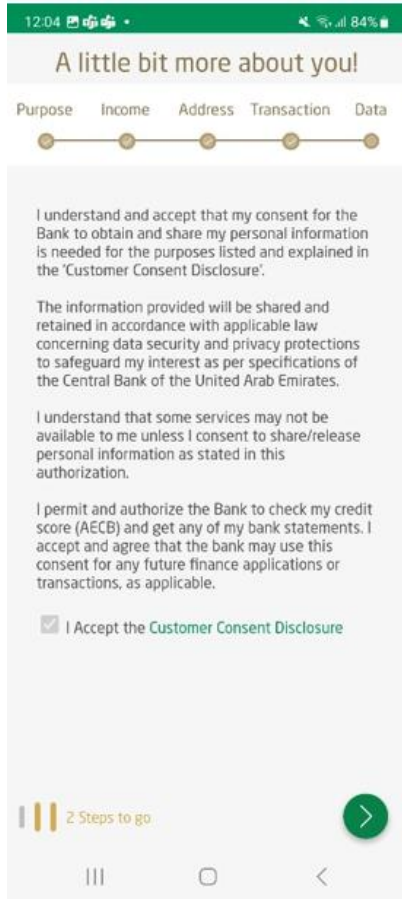 12:04
84%
A little bit more about you!
Purpose Income Address Transaction Data
I understand and accept that my consent for the
Bank to obtain and share my personal information
is needed for the purposes listed and explained in
the 'Customer Consent Disclosure'.
The information provided will be shared and
retained in accordance with applicable law
concerning data security and privacy protections
to safeguard my interest as per specifications of
the Central Bank of the United Arab Emirates.
I understand that some services may not be
available to me unless I consent to share/release
personal information as stated in this
authorization.
I permit and authorize the Bank to check my credit
score (AECB) and get any of my bank statements. I
accept and agree that the bank may use this
consent for any future finance applications or
transactions, as applicable.
I Accept the Customer Consent Disclosure
2 Steps to go